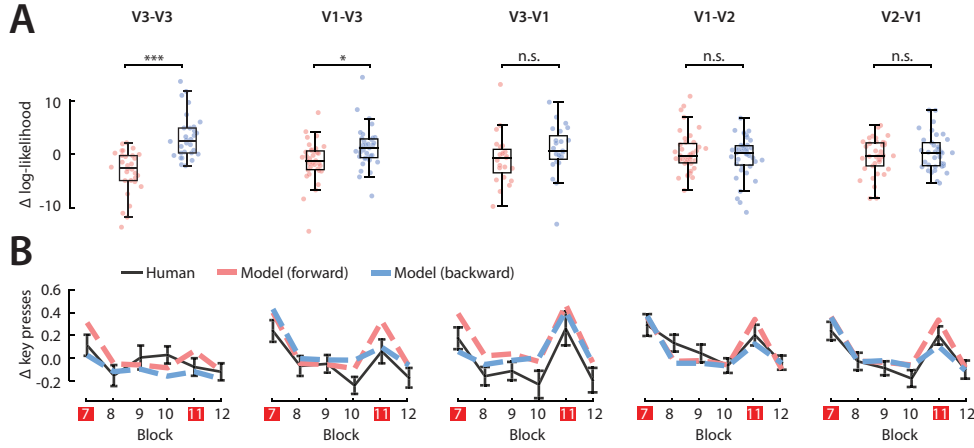 A
V3-V3 V1-V3 V3-V1 V1-V2 V2-V1
*** * n.s. n.s. n.s.
Δ log-likelihood
10
0
-10
B
Human Model (forward) Model (backward)
Δ key presses
0.6
0.4
0.2
0.0
-0.2
7 8 9 10 11 12 7 8 9 10 11 12 7 8 9 10 11 12 7 8 9 10 11 12 7 8 9 10 11 12
Block Block Block Block Block